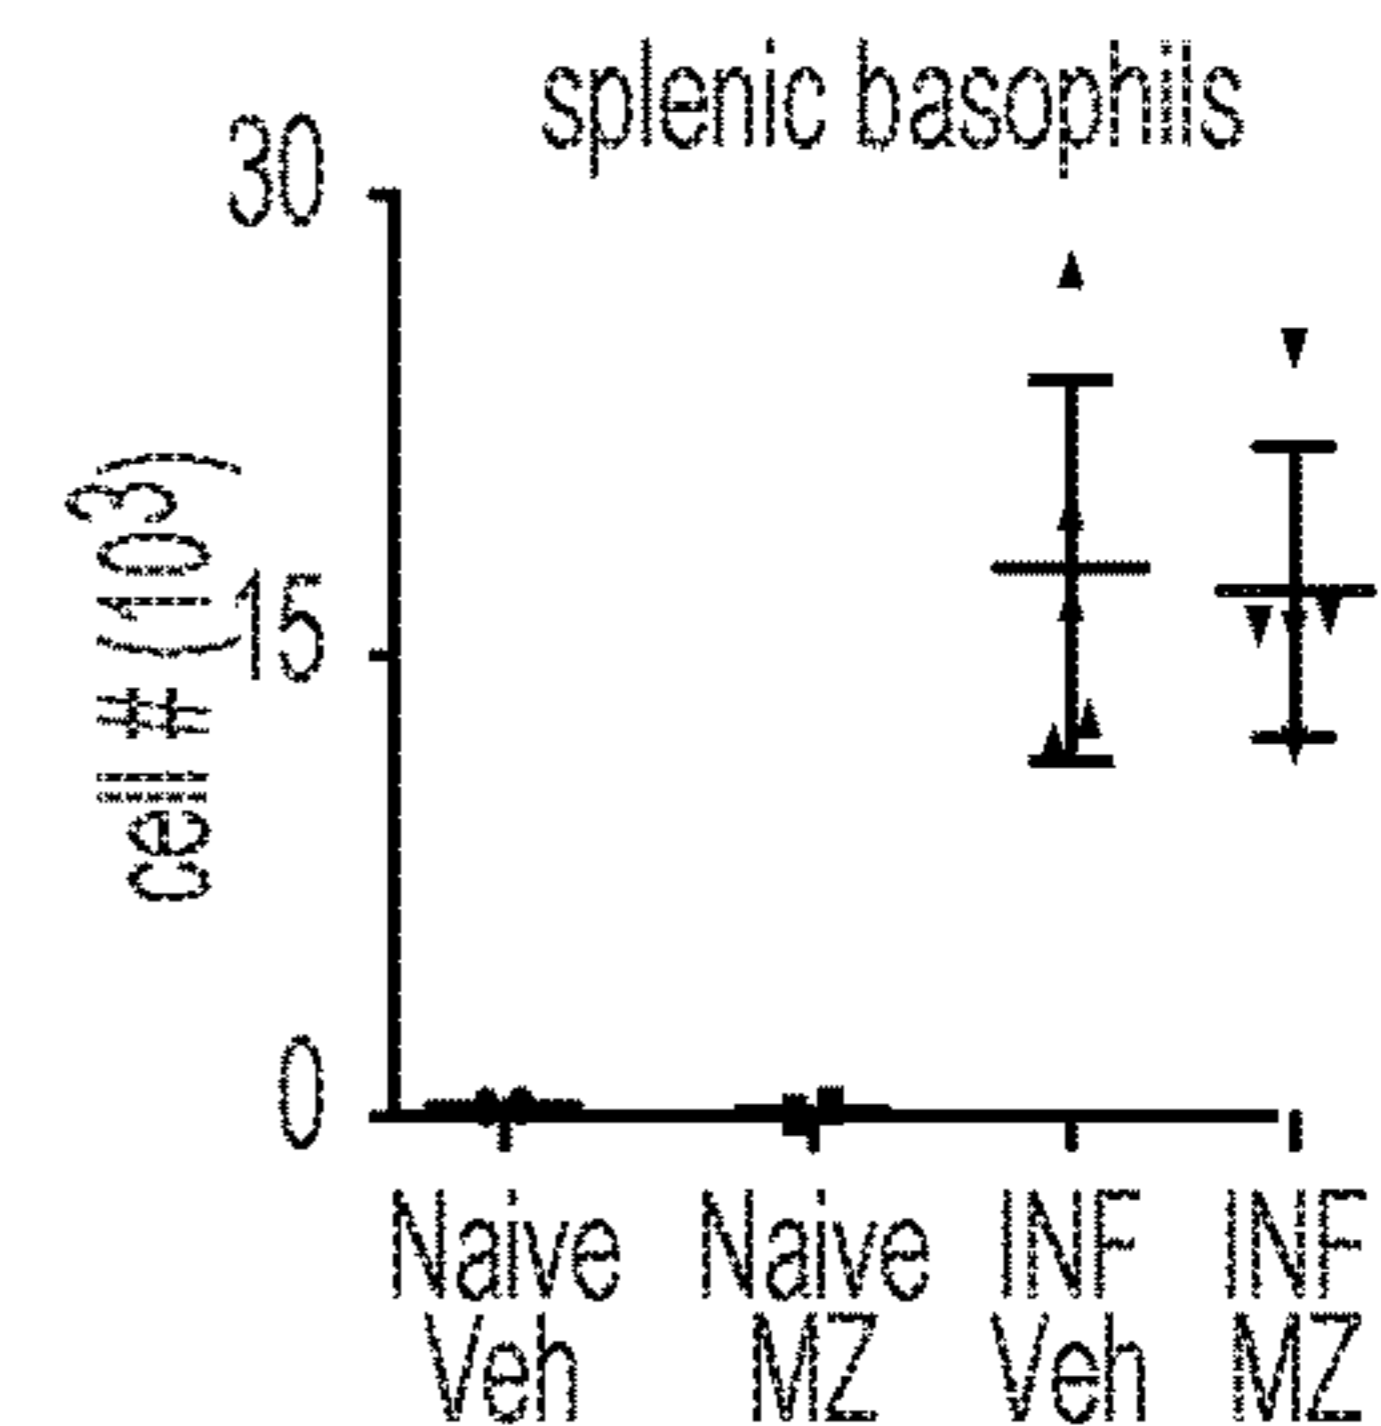 splenic basophils
30
15
0
cell # (10³)
Naive Veh
Naive MZ
INF Veh
INF MZ